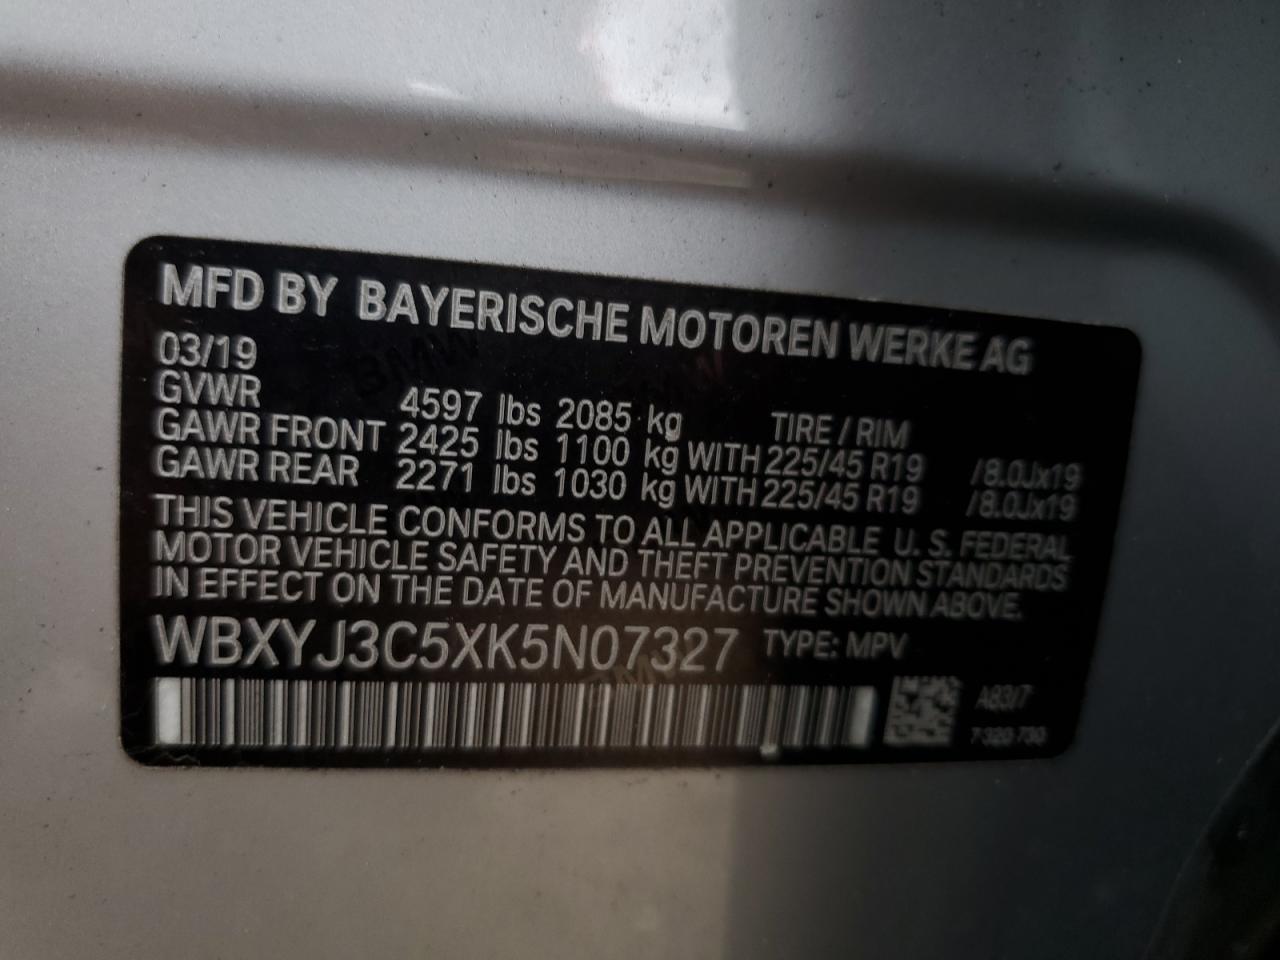 MFD BY BAYERISCHE MOTOREN WERKE AG
03/19
GVWR 4597 lbs 2085 kg TIRE / RIM
GAWR FRONT 2425 lbs 1100 kg WITH 225/45 R19 /8.0Jx19
GAWR REAR 2271 lbs 1030 kg WITH 225/45 R19 /8.0Jx19
THIS VEHICLE CONFORMS TO ALL APPLICABLE U. S. FEDERAL
MOTOR VEHICLE SAFETY AND THEFT PREVENTION STANDARDS
IN EFFECT ON THE DATE OF MANUFACTURE SHOWN ABOVE.
WBXYJ3C5XK5N07327 TYPE: MPV
A83/7
7 320 730